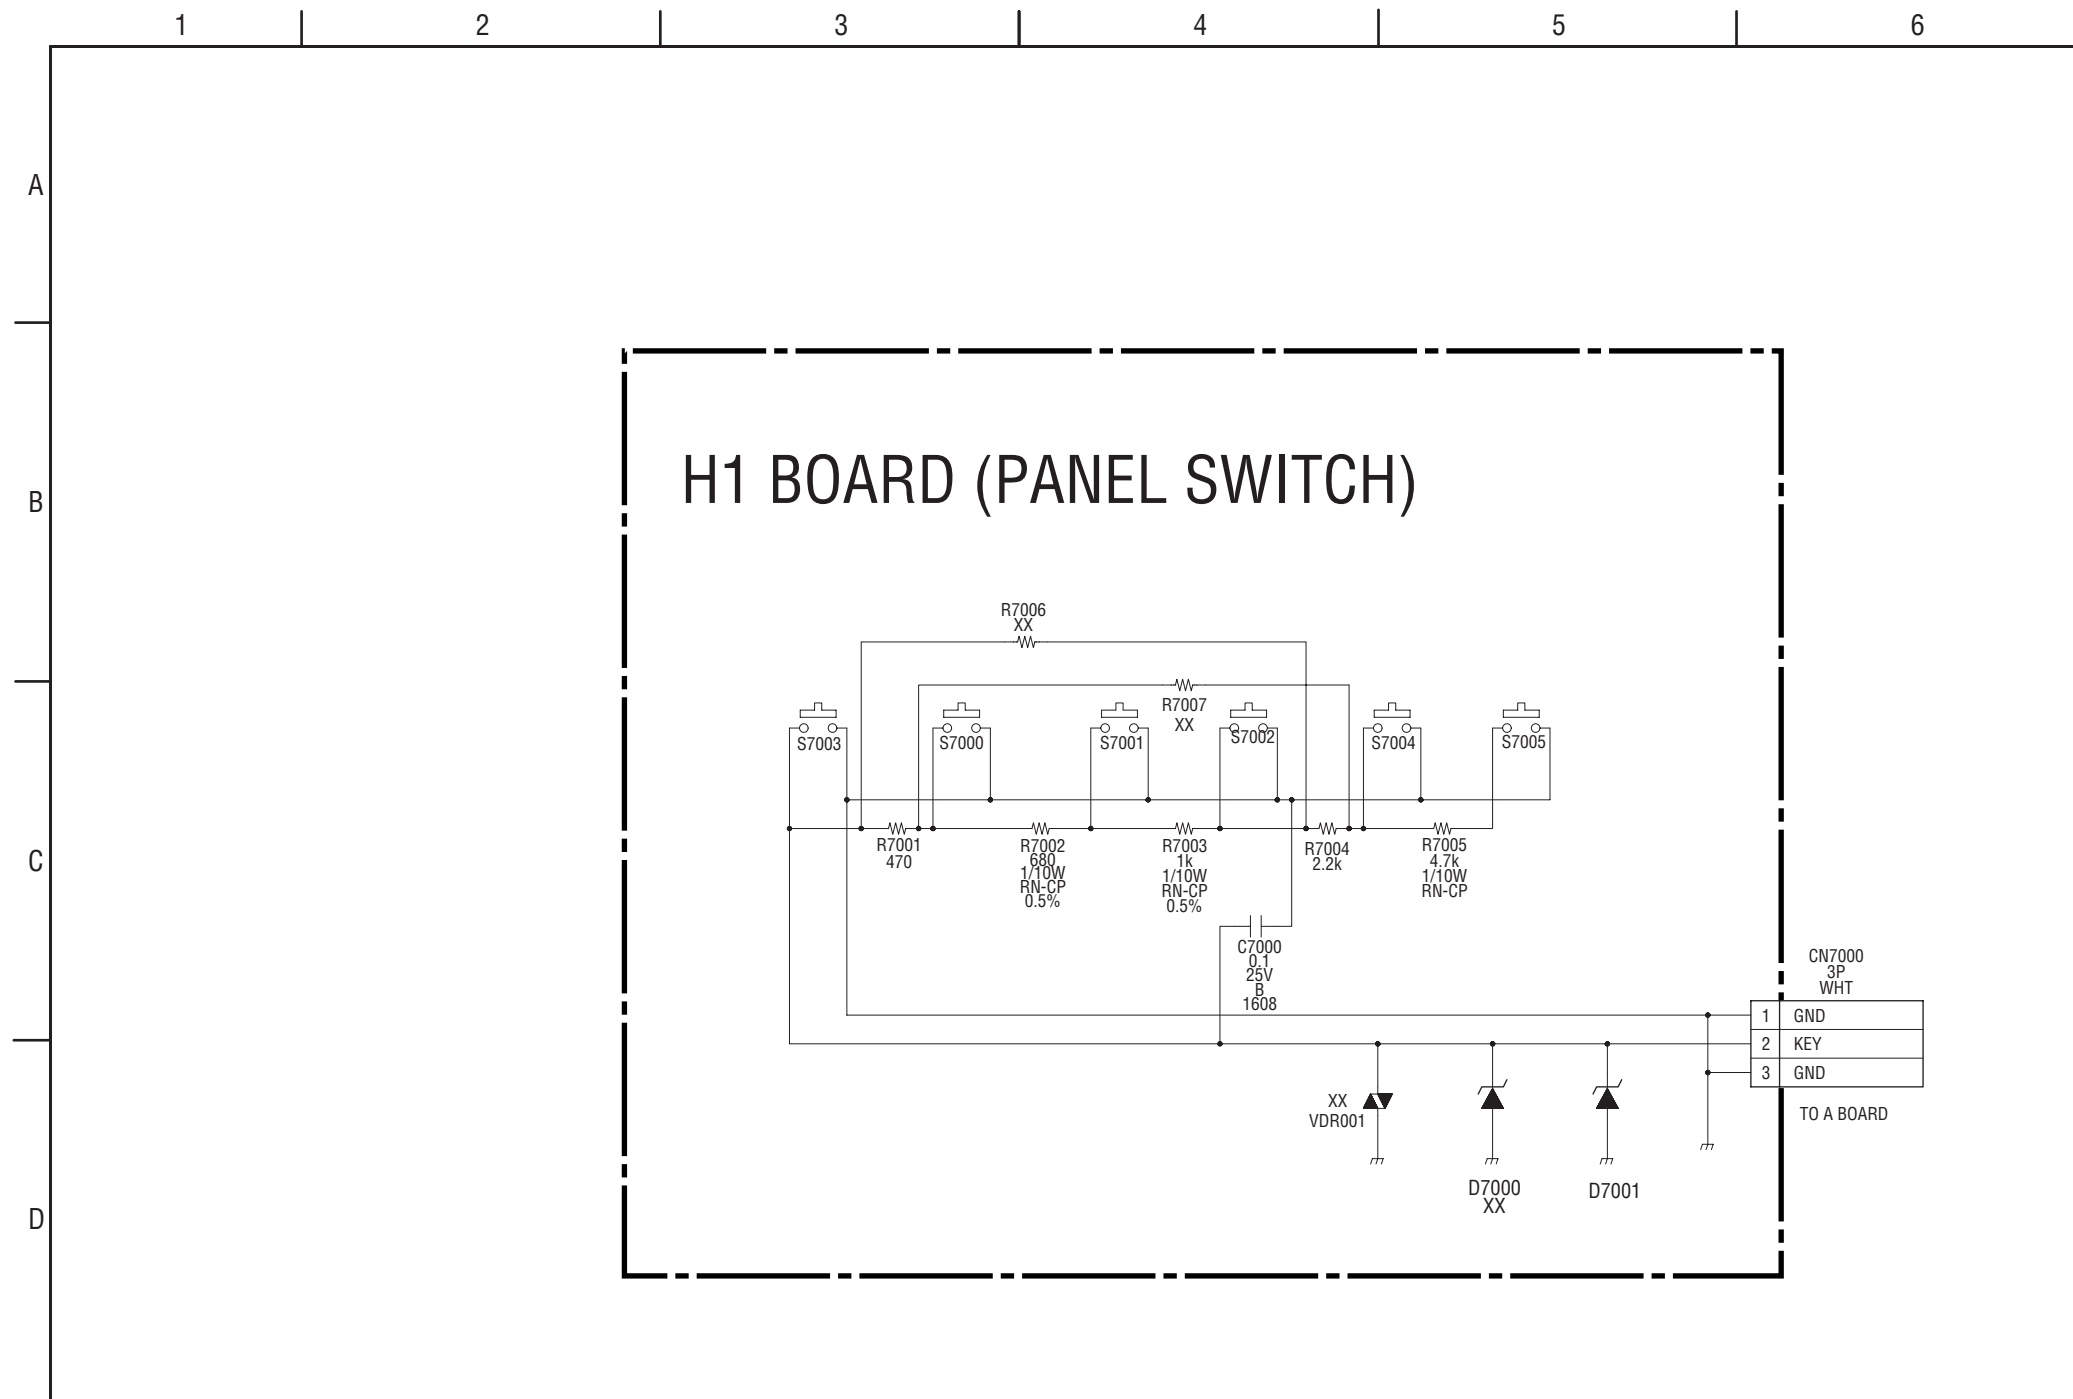 1 2 3 4 5 6
A
B
C
D
H1 BOARD (PANEL SWITCH)
R7006
XX
R7007
XX
S7003
S7000
S7001
S7002
S7004
S7005
R7001
470
R7002
680
1/10W
RN-CP
0.5%
R7003
1k
1/10W
RN-CP
0.5%
R7004
2.2k
R7005
4.7k
1/10W
RN-CP
C7000
0.1
25V
B
1608
CN7000
3P
WHT
1 GND
2 KEY
3 GND
TO A BOARD
XX
VDR001
D7000
XX
D7001